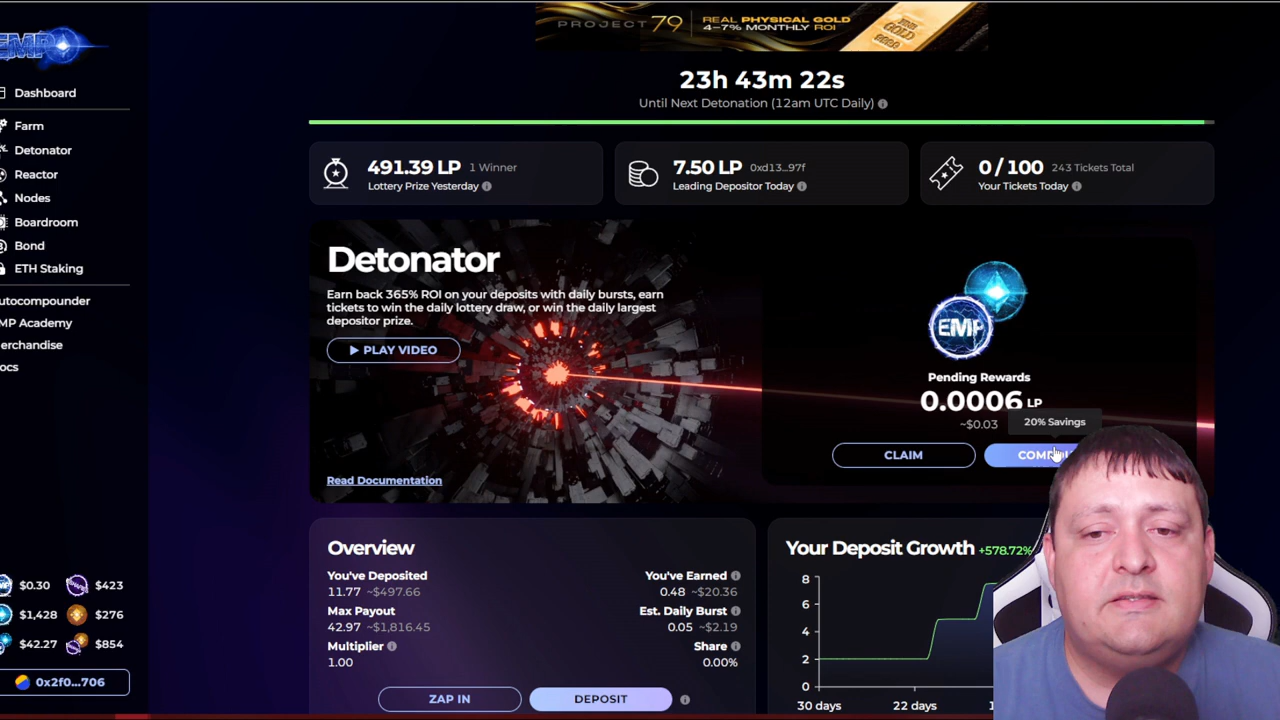 PROJECT 79
REAL PHYSICAL GOLD
4–7% MONTHLY ROI
EMP
23h 43m 22s
Until Next Detonation (12am UTC Daily)
Dashboard
Farm
Detonator
Reactor
Nodes
Boardroom
Bond
ETH Staking
utocompounder
MP Academy
erchandise
ocs
491.39 LP 1 Winner
Lottery Prize Yesterday
7.50 LP 0xd13...97f
Leading Depositor Today
0 / 100 243 Tickets Total
Your Tickets Today
Detonator
Earn back 365% ROI on your deposits with daily bursts, earn
tickets to win the daily lottery draw, or win the daily largest
depositor prize.
PLAY VIDEO
Read Documentation
EMP
Pending Rewards
0.0006 LP
~$0.03
20% Savings
CLAIM
COMP
Overview
You've Deposited
11.77 ~$497.66
You've Earned
0.48 ~$20.36
Max Payout
42.97 ~$1,816.45
Est. Daily Burst
0.05 ~$2.19
Multiplier
1.00
Share
0.00%
ZAP IN
DEPOSIT
Your Deposit Growth +578.72%
8
6
4
2
0
30 days
22 days
$0.30
$423
$1,428
$276
$42.27
$854
0x2f0...706